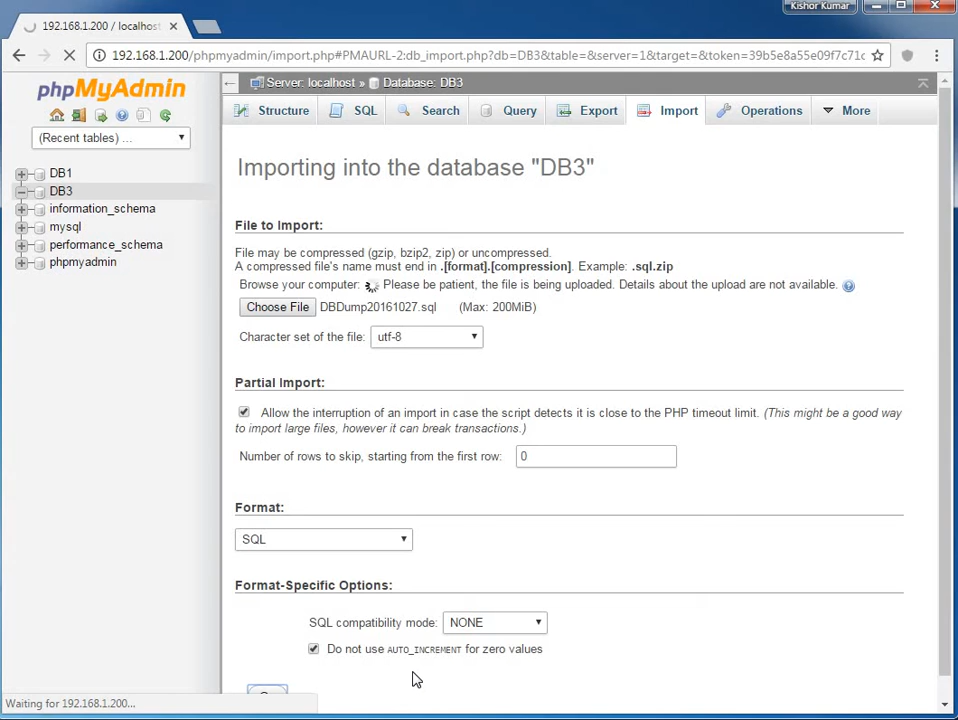 Kishor Kumar
192.168.1.200 / localhost
192.168.1.200/phpmyadmin/import.php#PMAURL-2:db_import.php?db=DB3&table=&server=1&target=&token=39b5e8a55e09f7c71c
phpMyAdmin
(Recent tables) ...
DB1
DB3
information_schema
mysql
performance_schema
phpmyadmin
Server: localhost » Database: DB3
Structure SQL Search Query Export Import Operations More
Importing into the database "DB3"
File to Import:
File may be compressed (gzip, bzip2, zip) or uncompressed.
A compressed file's name must end in .[format].[compression]. Example: .sql.zip
Browse your computer: Please be patient, the file is being uploaded. Details about the upload are not available.
Choose File DBDump20161027.sql (Max: 200MiB)
Character set of the file: utf-8
Partial Import:
Allow the interruption of an import in case the script detects it is close to the PHP timeout limit. (This might be a good way
to import large files, however it can break transactions.)
Number of rows to skip, starting from the first row: 0
Format:
SQL
Format-Specific Options:
SQL compatibility mode: NONE
Do not use AUTO_INCREMENT for zero values
Waiting for 192.168.1.200...